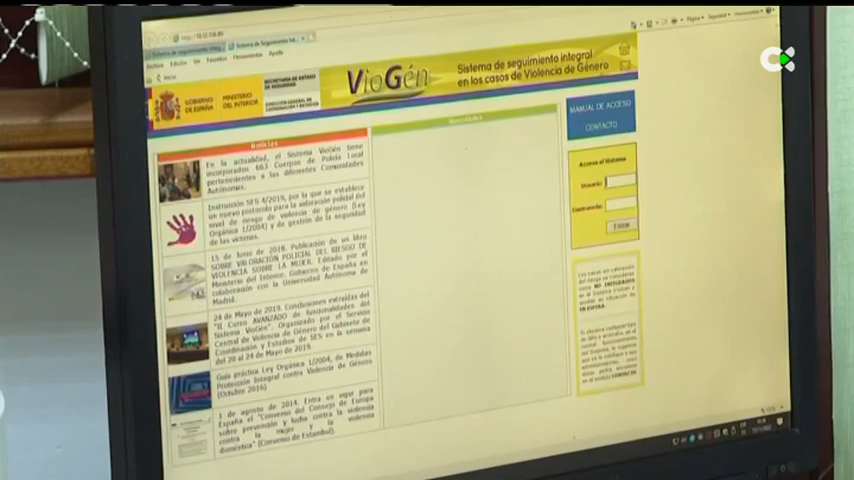 Sistema de Seguimiento Int...
Inicio
GOBIERNO
DE ESPAÑA
MINISTERIO
DEL INTERIOR
SECRETARÍA DE ESTADO
DE SEGURIDAD
DIRECCIÓN GENERAL DE
COORDINACIÓN Y ESTUDIOS
VioGén
Sistema de seguimiento integral
en los casos de Violencia de Género
Noticias
En la actualidad, el Sistema VioGén tiene
incorporados 663 Cuerpos de Policía Local
pertenecientes a las diferentes Comunidades
Autónomas.
Instrucción SES 4/2019, por la que se establece
un nuevo protocolo para la valoración policial del
nivel de riesgo de violencia de género (Ley
Orgánica 1/2004) y de gestión de la seguridad
de las víctimas.
15 de Junio de 2018. Publicación de un libro
SOBRE VALORACIÓN POLICIAL DEL RIESGO DE
VIOLENCIA SOBRE LA MUJER. Editado por el
Ministerio del Interior. Gobierno de España en
colaboración con la Universidad Autónoma de
Madrid.
24 de Mayo de 2019. Conclusiones extraídas del
"II Curso AVANZADO de funcionalidades del
Sistema VioGén". Organizado por el Servicio
Central de Violencia de Género del Gabinete de
Coordinación y Estudios de SES en la semana
del 20 al 24 de Mayo de 2019.
Guía práctica Ley Orgánica 1/2004, de Medidas
Protección Integral contra Violencia de Género
(Octubre 2016)
1 de agosto de 2014. Entra en vigor para
España el "Convenio del Consejo de Europa
sobre prevención y lucha contra la violencia
contra la mujer y la violencia
doméstica" (Convenio de Estambul).
Novedades
MANUAL DE ACCESO
CONTACTO
Acceso al Sistema
Usuario:
Contraseña:
Entrar